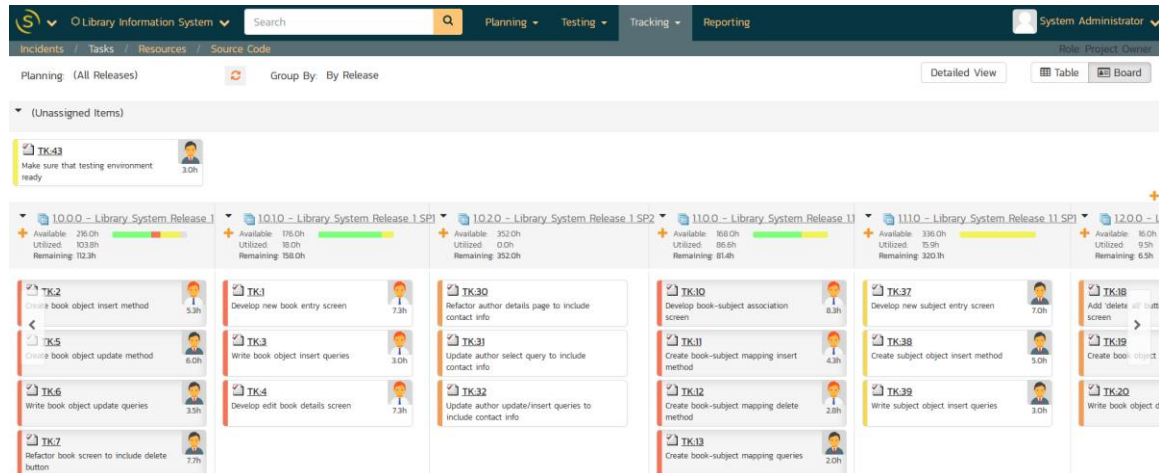 Library Information System
Search
Planning
Testing
Tracking
Reporting
System Administrator
Incidents / Tasks / Resources / Source Code
Role: Project Owner
Planning: (All Releases)
Group By: By Release
Detailed View
Table
Board
(Unassigned Items)
TK:43
Make sure that testing environment
ready
3.0h
1.0.0.0 - Library System Release 1
Available: 216.0h
Utilized: 103.8h
Remaining: 112.3h
TK:2
Create book object insert method
5.3h
TK:5
Create book object update method
6.0h
TK:6
Write book object update queries
3.5h
TK:7
Refactor book screen to include delete
button
7.7h
1.0.1.0 - Library System Release 1 SP1
Available: 176.0h
Utilized: 18.0h
Remaining: 158.0h
TK:1
Develop new book entry screen
7.3h
TK:3
Write book object insert queries
3.0h
TK:4
Develop edit book details screen
7.3h
1.0.2.0 - Library System Release 1 SP2
Available: 352.0h
Utilized: 0.0h
Remaining: 352.0h
TK:30
Refactor author details page to include
contact info
TK:31
Update author select query to include
contact info
TK:32
Update author update/insert queries to
include contact info
1.1.0.0 - Library System Release 1.1
Available: 168.0h
Utilized: 86.6h
Remaining: 81.4h
TK:10
Develop book-subject association
screen
8.3h
TK:11
Create book-subject mapping insert
method
4.3h
TK:12
Create book-subject mapping delete
method
2.8h
TK:13
Create book-subject mapping queries
2.0h
1.1.1.0 - Library System Release 1.1 SP1
Available: 336.0h
Utilized: 15.9h
Remaining: 320.1h
TK:37
Develop new subject entry screen
7.0h
TK:38
Create subject object insert method
5.0h
TK:39
Write subject object insert queries
3.0h
1.2.0.0 - L
Available: 16.0h
Utilized: 9.5h
Remaining: 6.5h
TK:18
Add 'delete
screen
TK:19
Create book object
TK:20
Write book object d